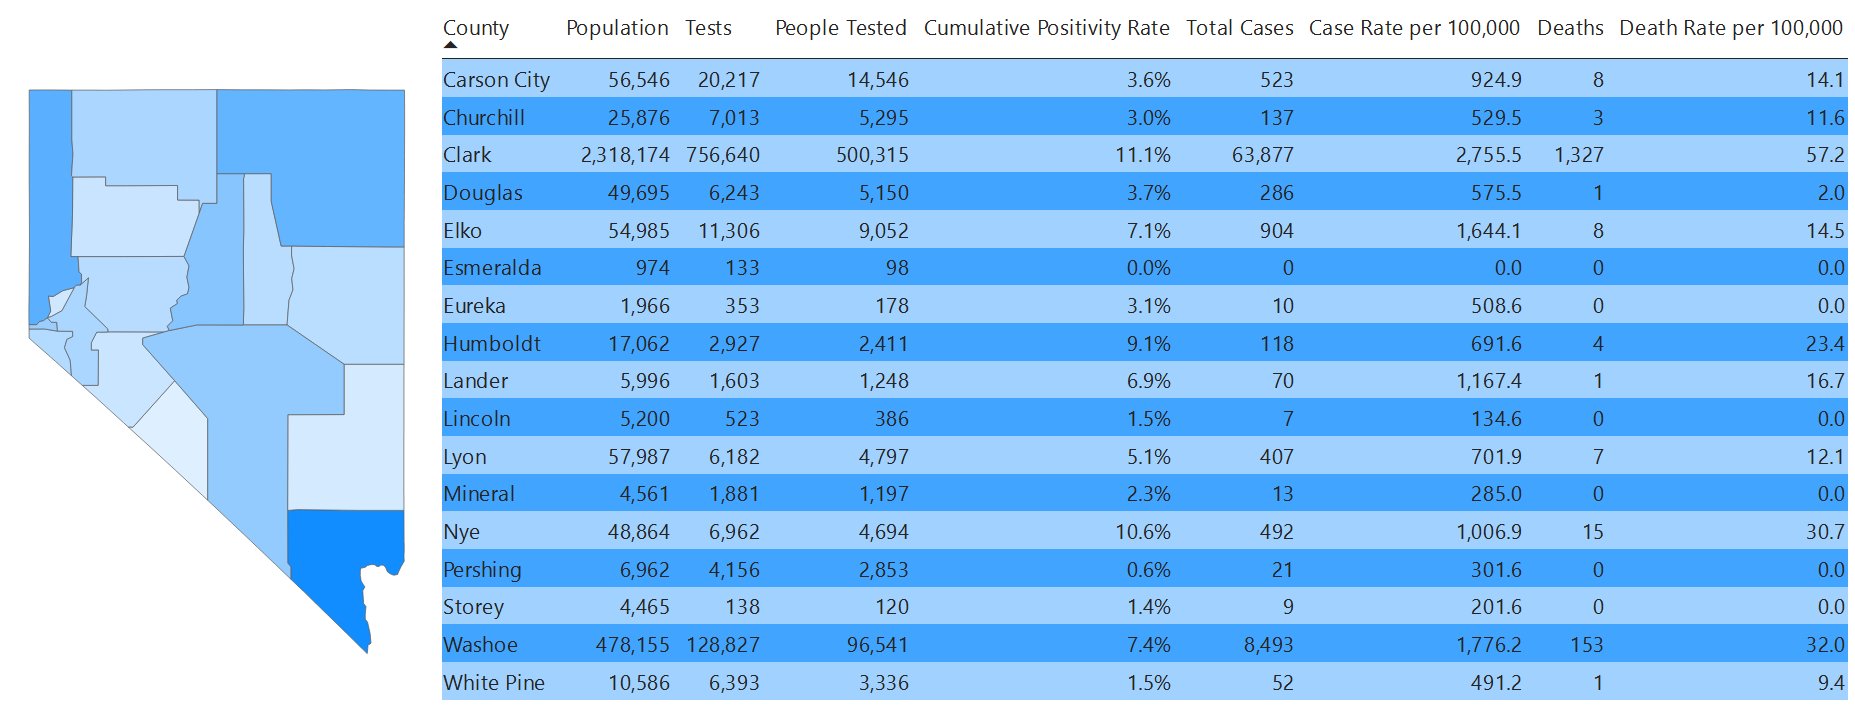 County Population Tests People Tested Cumulative Positivity Rate Total Cases Case Rate per 100,000 Deaths Death Rate per 100,000
Carson City 56,546 20,217 14,546 3.6% 523 924.9 8 14.1
Churchill 25,876 7,013 5,295 3.0% 137 529.5 3 11.6
Clark 2,318,174 756,640 500,315 11.1% 63,877 2,755.5 1,327 57.2
Douglas 49,695 6,243 5,150 3.7% 286 575.5 1 2.0
Elko 54,985 11,306 9,052 7.1% 904 1,644.1 8 14.5
Esmeralda 974 133 98 0.0% 0 0.0 0 0.0
Eureka 1,966 353 178 3.1% 10 508.6 0 0.0
Humboldt 17,062 2,927 2,411 9.1% 118 691.6 4 23.4
Lander 5,996 1,603 1,248 6.9% 70 1,167.4 1 16.7
Lincoln 5,200 523 386 1.5% 7 134.6 0 0.0
Lyon 57,987 6,182 4,797 5.1% 407 701.9 7 12.1
Mineral 4,561 1,881 1,197 2.3% 13 285.0 0 0.0
Nye 48,864 6,962 4,694 10.6% 492 1,006.9 15 30.7
Pershing 6,962 4,156 2,853 0.6% 21 301.6 0 0.0
Storey 4,465 138 120 1.4% 9 201.6 0 0.0
Washoe 478,155 128,827 96,541 7.4% 8,493 1,776.2 153 32.0
White Pine 10,586 6,393 3,336 1.5% 52 491.2 1 9.4